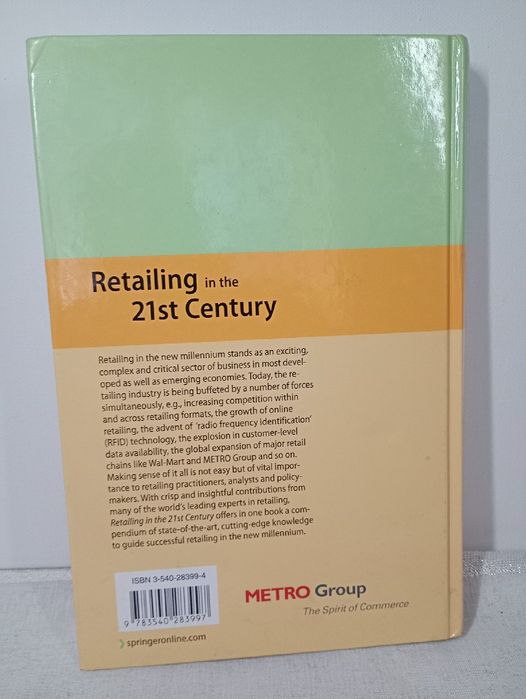 Retailing in the
21st Century
Retailing in the new millennium stands as an exciting,
complex and critical sector of business in most devel-
oped as well as emerging economies. Today, the re-
tailing industry is being buffeted by a number of forces
simultaneously, e.g., increasing competition within
and across retailing formats, the growth of online
retailing, the advent of 'radio frequency identification'
(RFID) technology, the explosion in customer-level
data availability, the global expansion of major retail
chains like Wal-Mart and METRO Group and so on.
Making sense of it all is not easy but of vital impor-
tance to retailing practitioners, analysts and policy-
makers. With crisp and insightful contributions from
many of the world's leading experts in retailing,
Retailing in the 21st Century offers in one book a com-
pendium of state-of-the-art, cutting-edge knowledge
to guide successful retailing in the new millennium.
ISBN 3-540-28399-4
9 783540 283997
› springeronline.com
METRO Group
The Spirit of Commerce